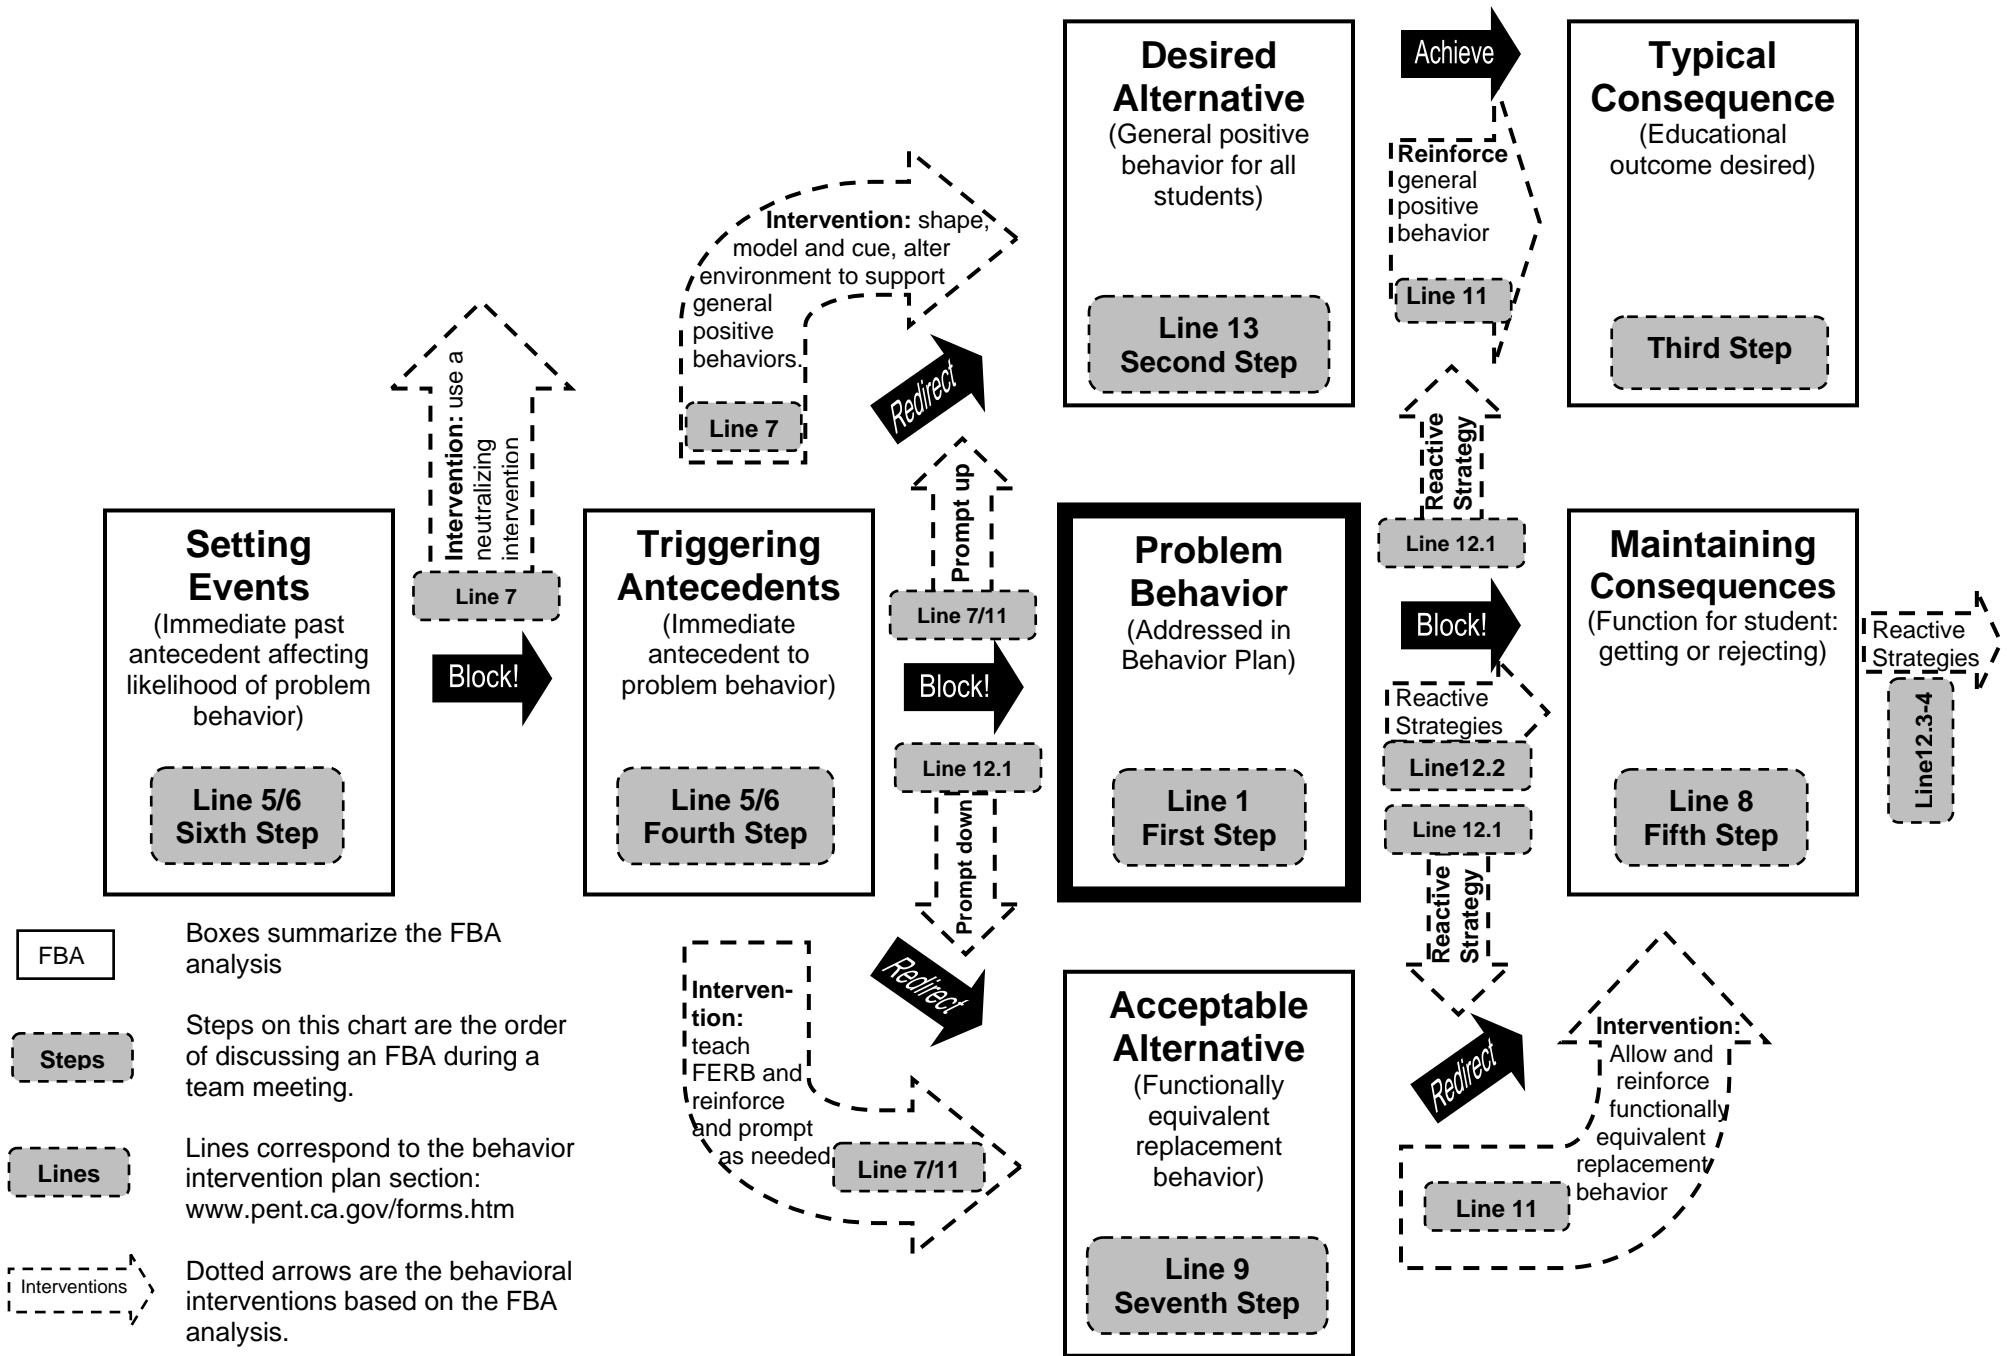 Desired
Alternative
(General positive
behavior for all
students)
Line 13
Second Step
Achieve
Reinforce
general
positive
behavior
Line 11
Typical
Consequence
(Educational
outcome desired)
Third Step
Intervention: shape,
model and cue, alter
environment to support
general
positive
behaviors.
Line 7
Redirect
Intervention: use a
neutralizing
intervention
Line 7
Block!
Setting
Events
(Immediate past
antecedent affecting
likelihood of problem
behavior)
Line 5/6
Sixth Step
Triggering
Antecedents
(Immediate
antecedent to
problem behavior)
Line 5/6
Fourth Step
Prompt up
Line 7/11
Block!
Line 12.1
Prompt down
Redirect
Problem
Behavior
(Addressed in
Behavior Plan)
Line 1
First Step
Reactive
Strategy
Line 12.1
Block!
Reactive
Strategies
Line12.2
Line 12.1
Reactive
Strategy
Maintaining
Consequences
(Function for student:
getting or rejecting)
Line 8
Fifth Step
Reactive
Strategies
Line12.3-4
FBA
Boxes summarize the FBA
analysis
Steps
Steps on this chart are the order
of discussing an FBA during a
team meeting.
Lines
Lines correspond to the behavior
intervention plan section:
www.pent.ca.gov/forms.htm
Interventions
Dotted arrows are the behavioral
interventions based on the FBA
analysis.
Interven-
tion:
teach
FERB and
reinforce
and prompt
as needed
Line 7/11
Acceptable
Alternative
(Functionally
equivalent
replacement
behavior)
Line 9
Seventh Step
Redirect
Intervention:
Allow and
reinforce
functionally
equivalent
replacement
behavior
Line 11